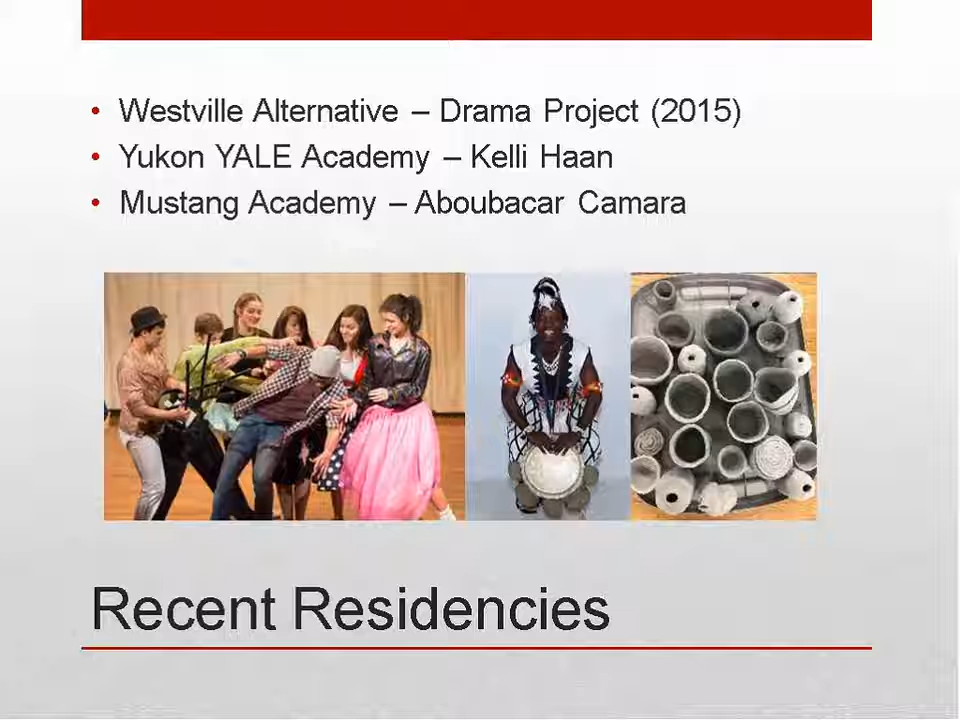 • Westville Alternative – Drama Project (2015)
• Yukon YALE Academy – Kelli Haan
• Mustang Academy – Aboubacar Camara
Recent Residencies